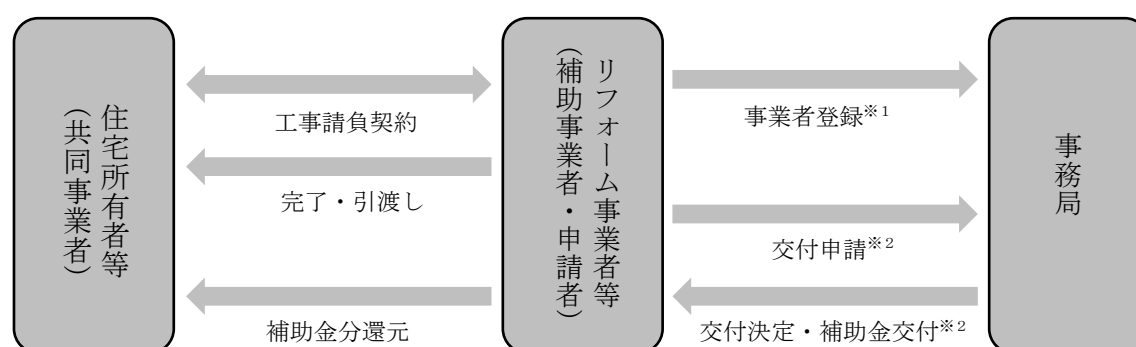 住宅所有者等
（共同事業者）
工事請負契約
完了・引渡し
補助金分還元
リフォーム事業者等
（補助事業者・申請者）
事業者登録※1
交付申請※2
交付決定・補助金交付※2
事務局